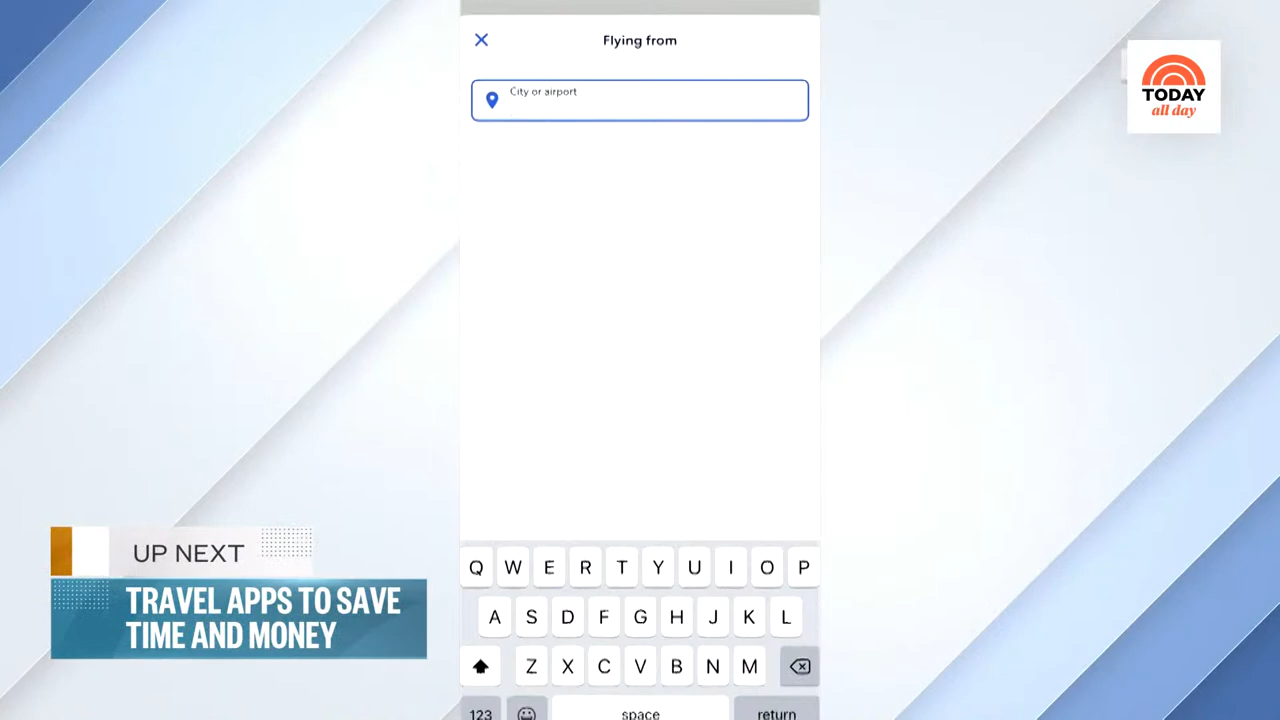 Flying from
City or airport
TODAY
all day
UP NEXT
TRAVEL APPS TO SAVE
TIME AND MONEY
Q W E R T Y U I O P
A S D F G H J K L
Z X C V B N M
123 space return